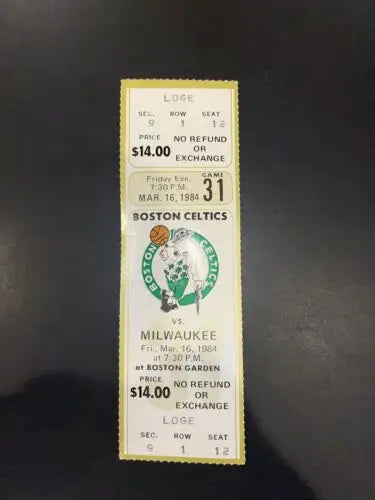 LOGE
SEC. ROW SEAT
9 1 12
PRICE
$14.00
NO REFUND
OR
EXCHANGE
Friday Eve.
7:30 P.M.
MAR. 16, 1984
GAME
31
BOSTON CELTICS
BOSTON CELTICS
VS.
MILWAUKEE
Fri., Mar. 16, 1984
at 7:30 P.M.
at BOSTON GARDEN
PRICE
$14.00
NO REFUND
OR
EXCHANGE
LOGE
SEC. ROW SEAT
9 1 12